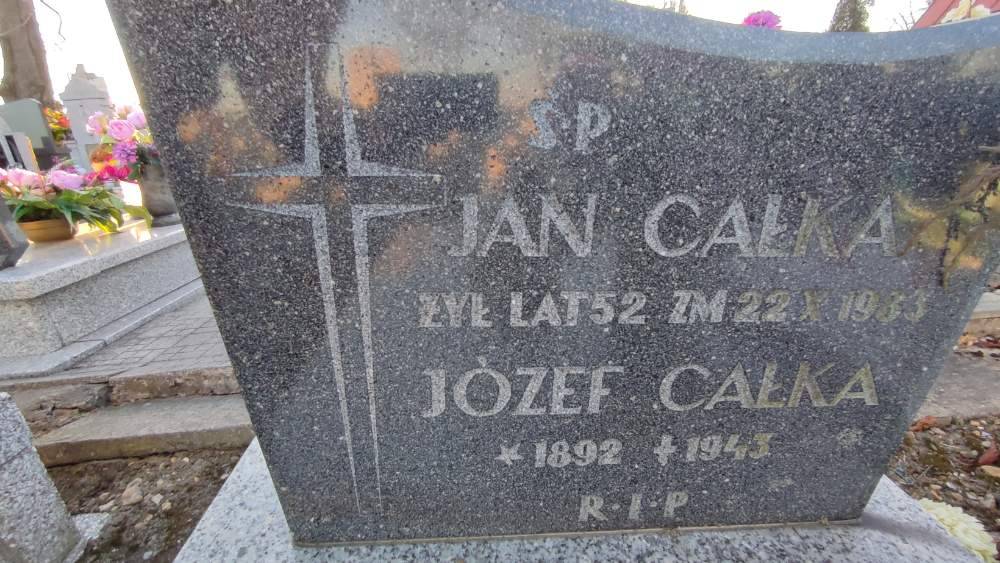 Ś.P
JAN CAŁKA
ŻYŁ LAT 52 ZM 22 X 1983
JÓZEF CAŁKA
* 1892 + 1943
R.I.P